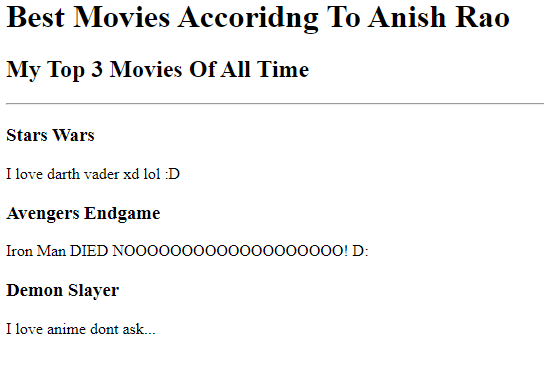 Best Movies Accoridng To Anish Rao
My Top 3 Movies Of All Time
Stars Wars
I love darth vader xd lol :D
Avengers Endgame
Iron Man DIED NOOOOOOOOOOOOOOOOOOO! D:
Demon Slayer
I love anime dont ask...